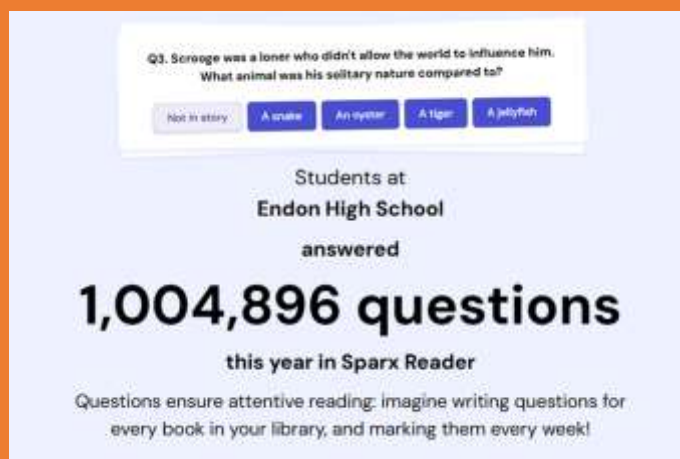 Q3. Scrooge was a loner who didn't allow the world to influence him.
What animal was his solitary nature compared to?
Not in story A snake An oyster A tiger A jellyfish
Students at
Endon High School
answered
1,004,896 questions
this year in Sparx Reader
Questions ensure attentive reading: imagine writing questions for
every book in your library, and marking them every week!